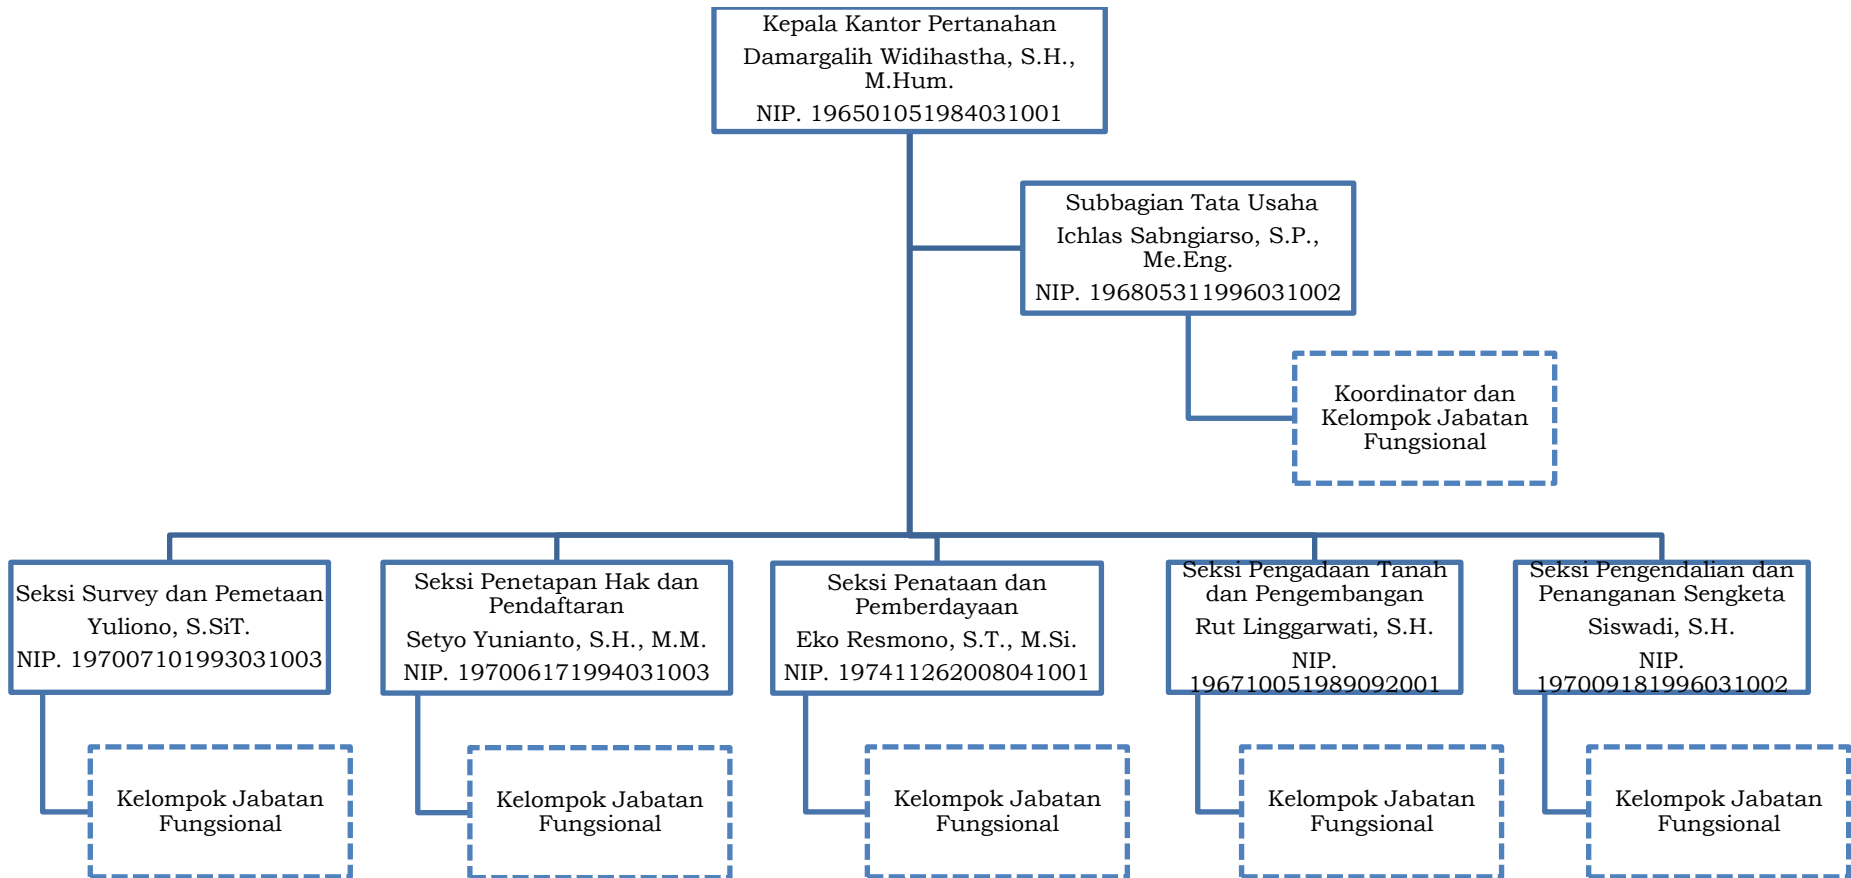 Kepala Kantor Pertanahan
Damargalih Widihastha, S.H.,
M.Hum.
NIP. 196501051984031001
Subbagian Tata Usaha
Ichlas Sabngiarso, S.P.,
Me.Eng.
NIP. 196805311996031002
Koordinator dan
Kelompok Jabatan
Fungsional
Seksi Survey dan Pemetaan
Yuliono, S.SiT.
NIP. 197007101993031003
Seksi Penetapan Hak dan
Pendaftaran
Setyo Yunianto, S.H., M.M.
NIP. 197006171994031003
Seksi Penataan dan
Pemberdayaan
Eko Resmono, S.T., M.Si.
NIP. 197411262008041001
Seksi Pengadaan Tanah
dan Pengembangan
Rut Linggarwati, S.H.
NIP.
196710051989092001
Seksi Pengendalian dan
Penanganan Sengketa
Siswadi, S.H.
NIP.
197009181996031002
Kelompok Jabatan
Fungsional
Kelompok Jabatan
Fungsional
Kelompok Jabatan
Fungsional
Kelompok Jabatan
Fungsional
Kelompok Jabatan
Fungsional